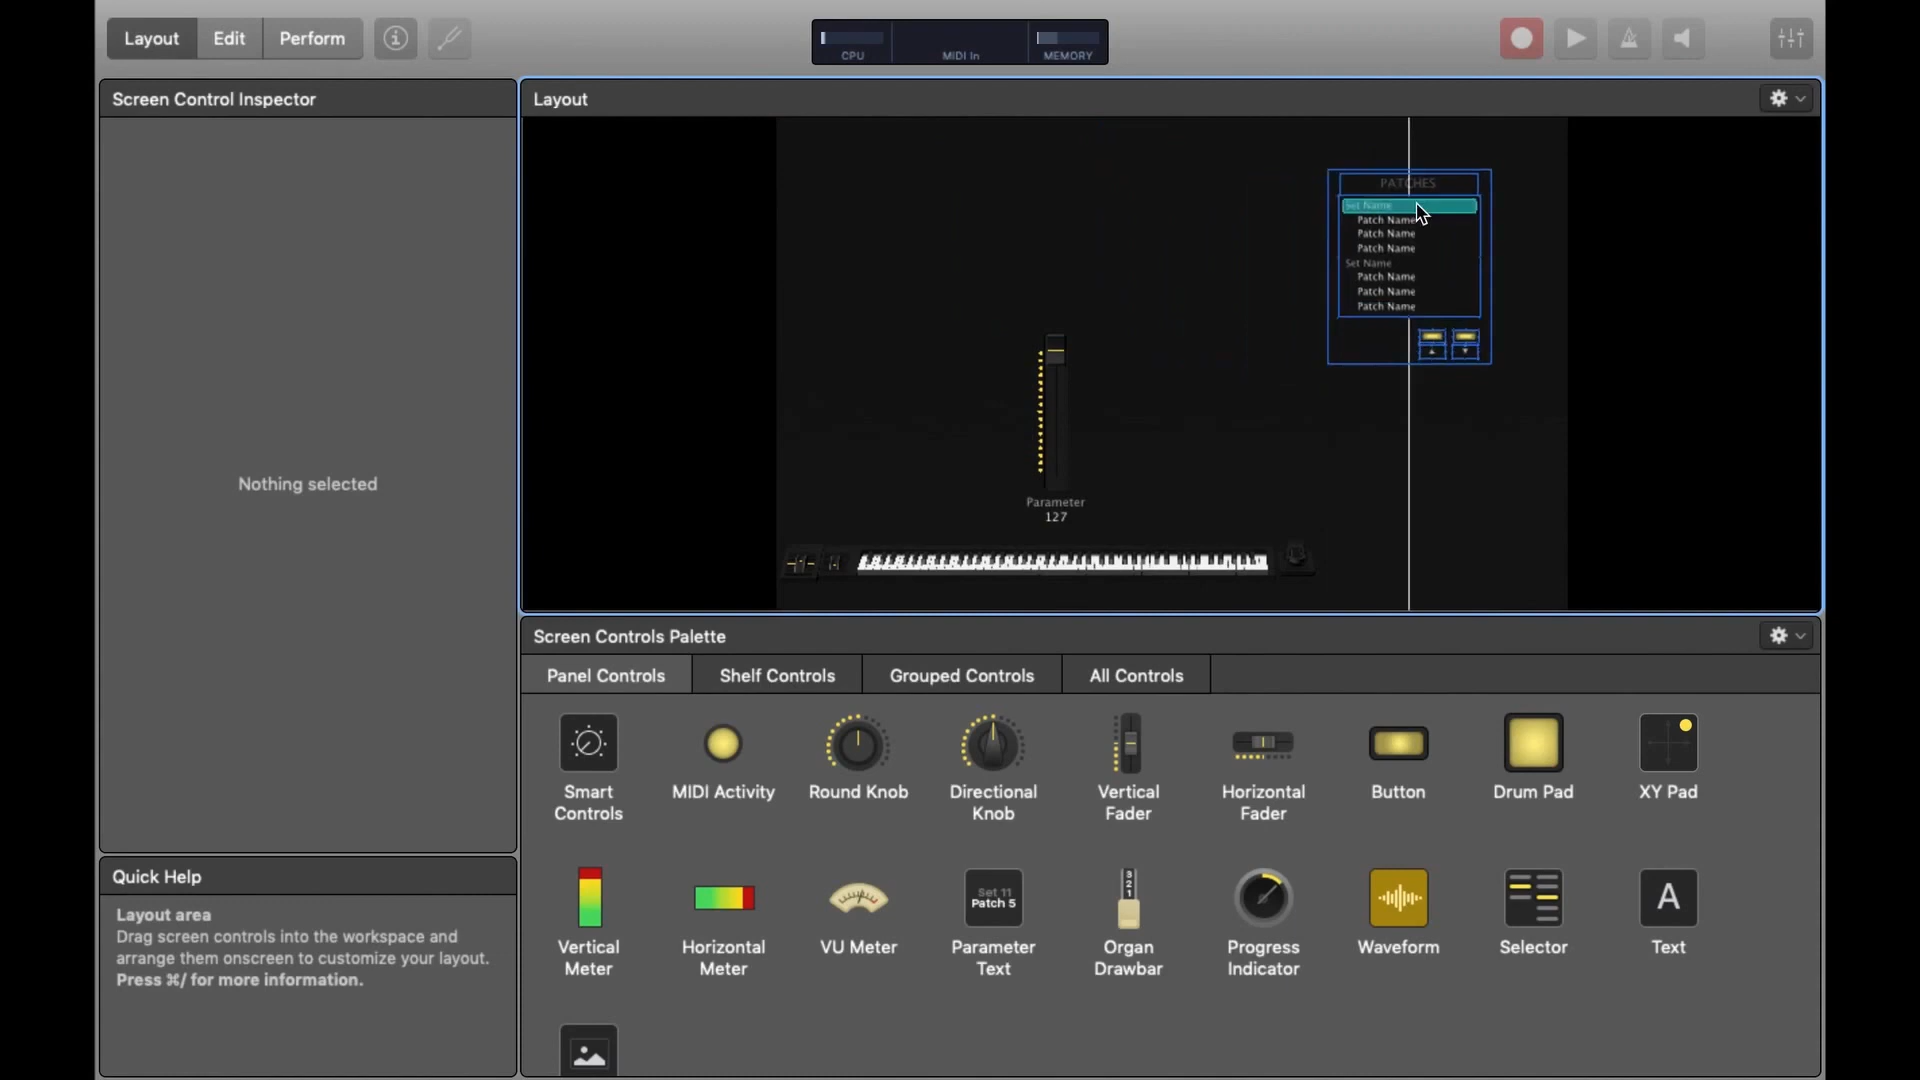 Layout
Edit
Perform
CPU
MIDI In
MEMORY
Screen Control Inspector
Nothing selected
Layout
PATCHES
Set Name
Patch Name
Patch Name
Patch Name
Set Name
Patch Name
Patch Name
Patch Name
Parameter
127
Screen Controls Palette
Panel Controls
Shelf Controls
Grouped Controls
All Controls
Smart
Controls
MIDI Activity
Round Knob
Directional
Knob
Vertical
Fader
Horizontal
Fader
Button
Drum Pad
XY Pad
Vertical
Meter
Horizontal
Meter
VU Meter
Set 11
Patch 5
Parameter
Text
3
2
1
Organ
Drawbar
Progress
Indicator
Waveform
Selector
A
Text
Quick Help
Layout area
Drag screen controls into the workspace and
arrange them onscreen to customize your layout.
Press ⌘/ for more information.